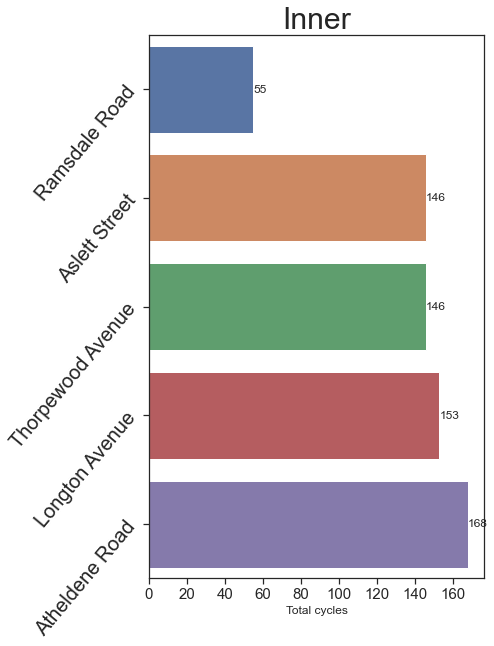 Inner
Ramsdale Road
55
Aslett Street
146
Thorpewood Avenue
146
Longton Avenue
153
Atheldene Road
168
0 20 40 60 80 100 120 140 160
Total cycles